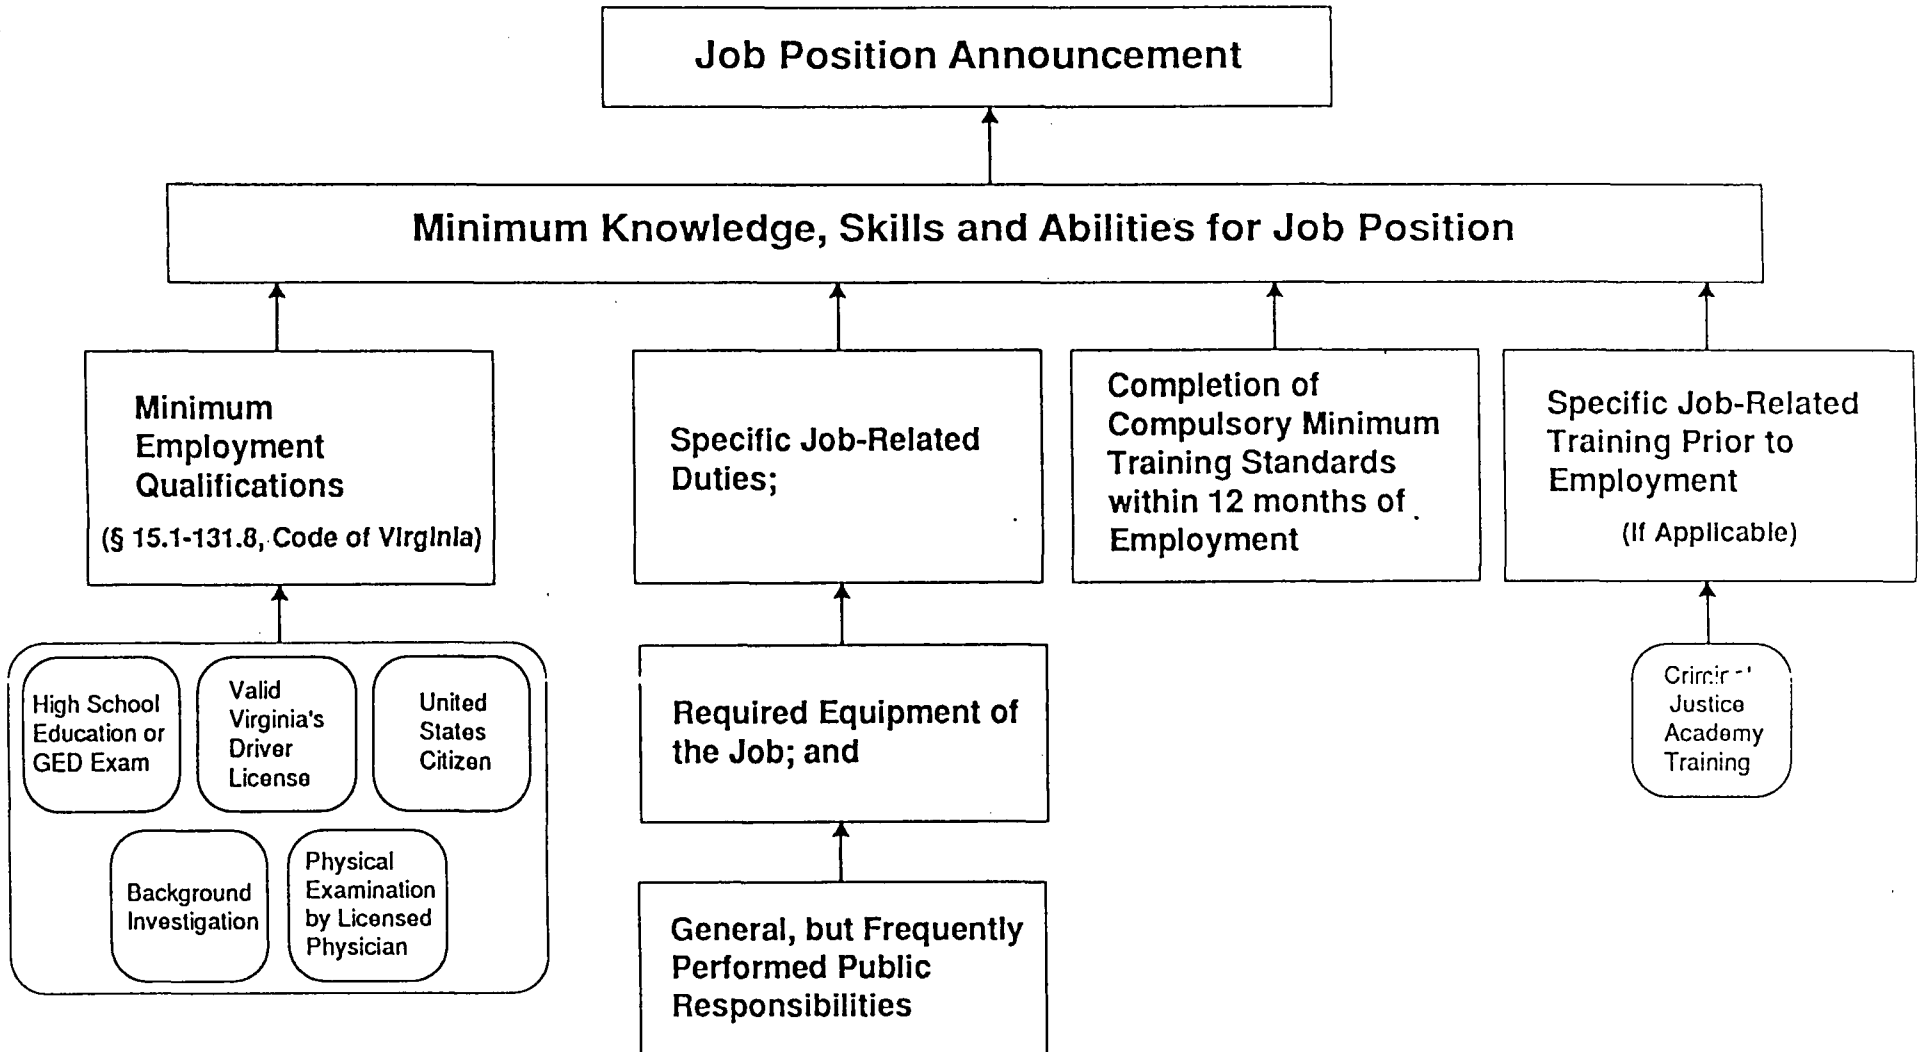 Job Position Announcement
Minimum Knowledge, Skills and Abilities for Job Position
Minimum
Employment
Qualifications
(§ 15.1-131.8, Code of Virginia)
Specific Job-Related
Duties;
Completion of
Compulsory Minimum
Training Standards
within 12 months of
Employment
Specific Job-Related
Training Prior to
Employment
(If Applicable)
High School
Education or
GED Exam
Valid
Virginia's
Driver
License
United
States
Citizen
Background
Investigation
Physical
Examination
by Licensed
Physician
Required Equipment of
the Job; and
General, but Frequently
Performed Public
Responsibilities
Justice
Academy
Training